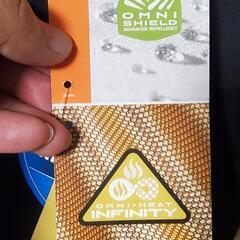 OMNI
SHIELD
ADVANCED REPELLENCY
OMNI-HEAT
INFINITY